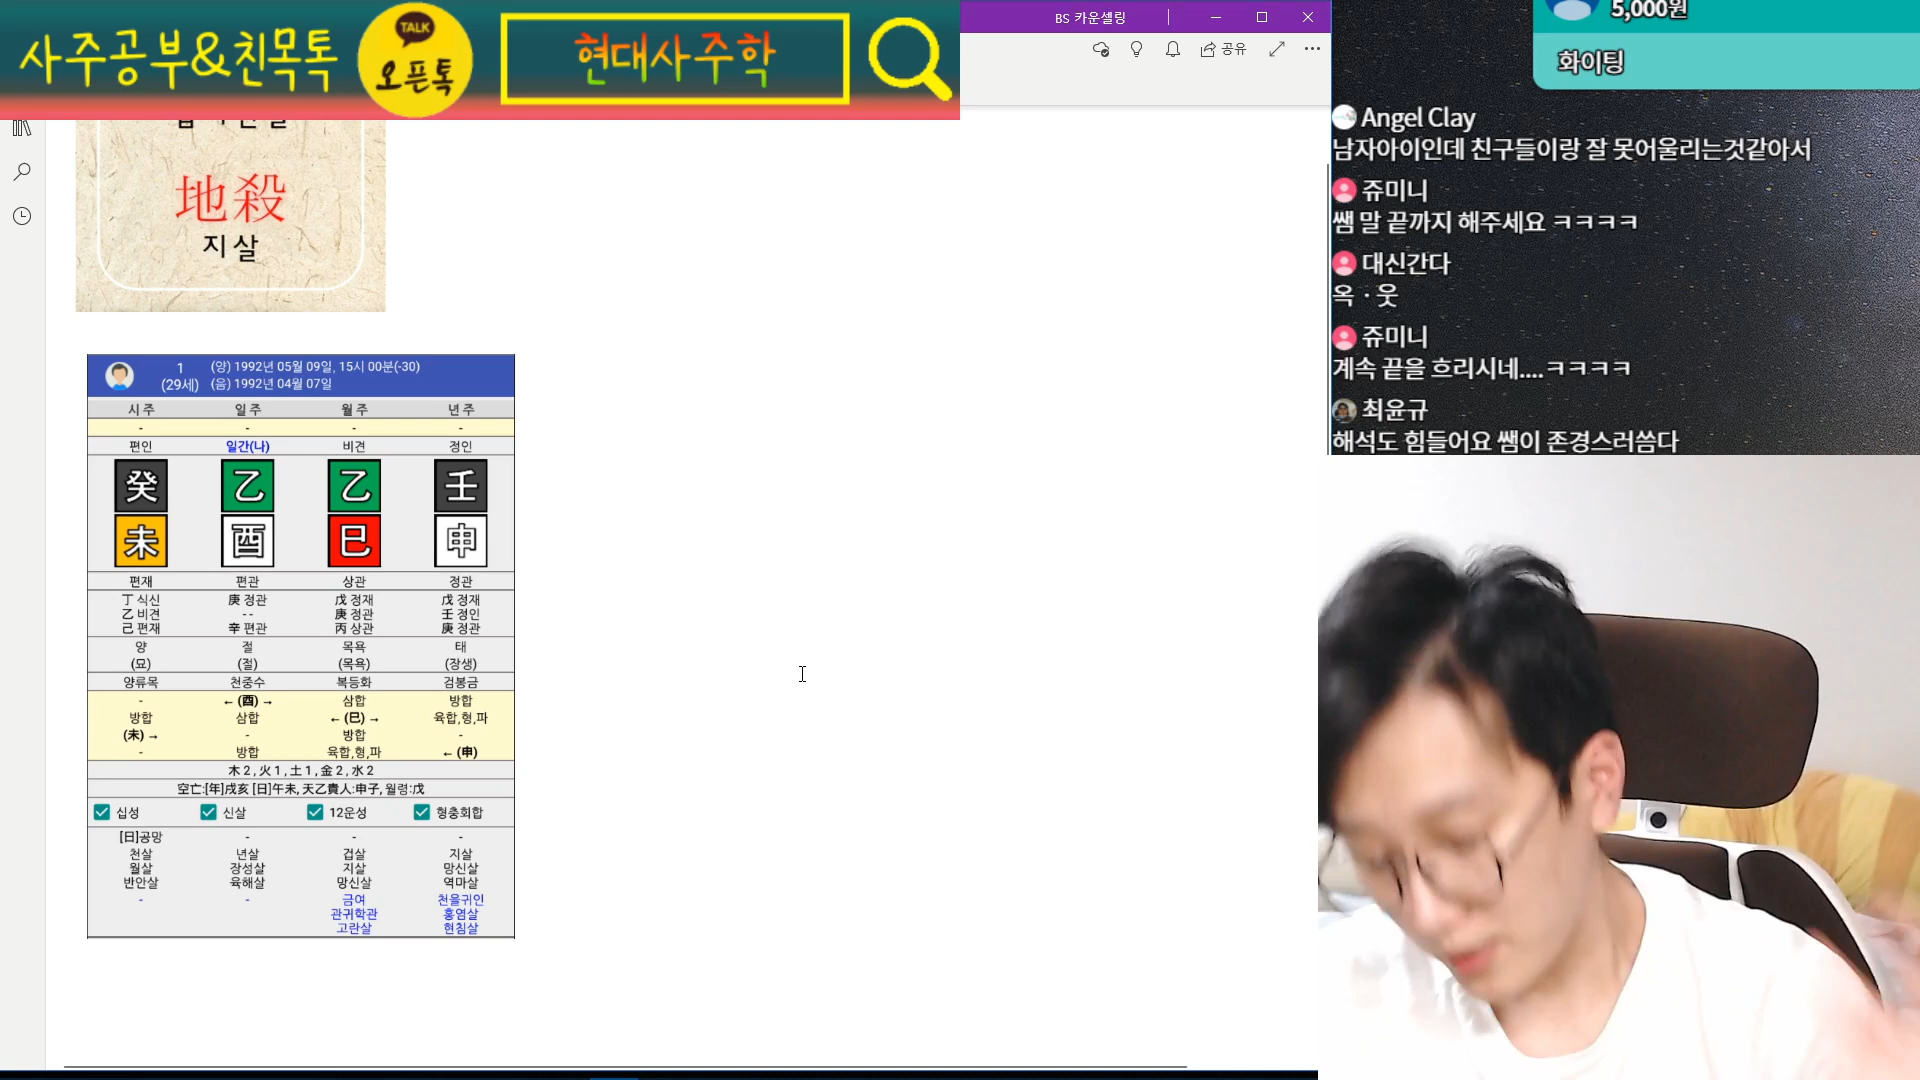 사주공부&친목톡
TALK
오픈톡
현대사주학
BS 카운셀링
공유
地殺
지살
1
(29세)
(양) 1992년 05월 09일, 15시 00분(-30)
(음) 1992년 04월 07일
시주 일주 월주 년주
- - - -
편인 일간(나) 비견 정인
癸 乙 乙 壬
未 酉 巳 申
편재 편관 상관 정관
丁 식신 庚 정관 戊 정재 戊 정재
乙 비견 -- 庚 정관 壬 정인
己 편재 辛 편관 丙 상관 庚 정관
양 절 목욕 태
(묘) (절) (목욕) (장생)
양류목 천중수 복등화 검봉금
- ←(酉)→ 삼합 방합
방합 삼합 ←(巳)→ 육합,형,파
(未)→ - 방합 -
- 방합 육합,형,파 ←(申)
木2, 火1, 土1, 金2, 水2
空亡:[年]戌亥 [日]午未, 天乙貴人:申子, 월령:戊
십성 신살 12운성 형충회합
[日]공망 - - -
천살 년살 겁살 지살
월살 장성살 지살 망신살
반안살 육해살 망신살 역마살
- - 금여 천을귀인
관귀학관 홍염살
고란살 현침살
5,000원
화이팅
Angel Clay
남자아이인데 친구들이랑 잘 못어울리는것같아서
쥬미니
쌤 말 끝까지 해주세요 ㅋㅋㅋㅋ
대신간다
옥 · 웃
쥬미니
계속 끝을 흐리시네....ㅋㅋㅋㅋ
최윤규
해석도 힘들어요 쌤이 존경스러씀다